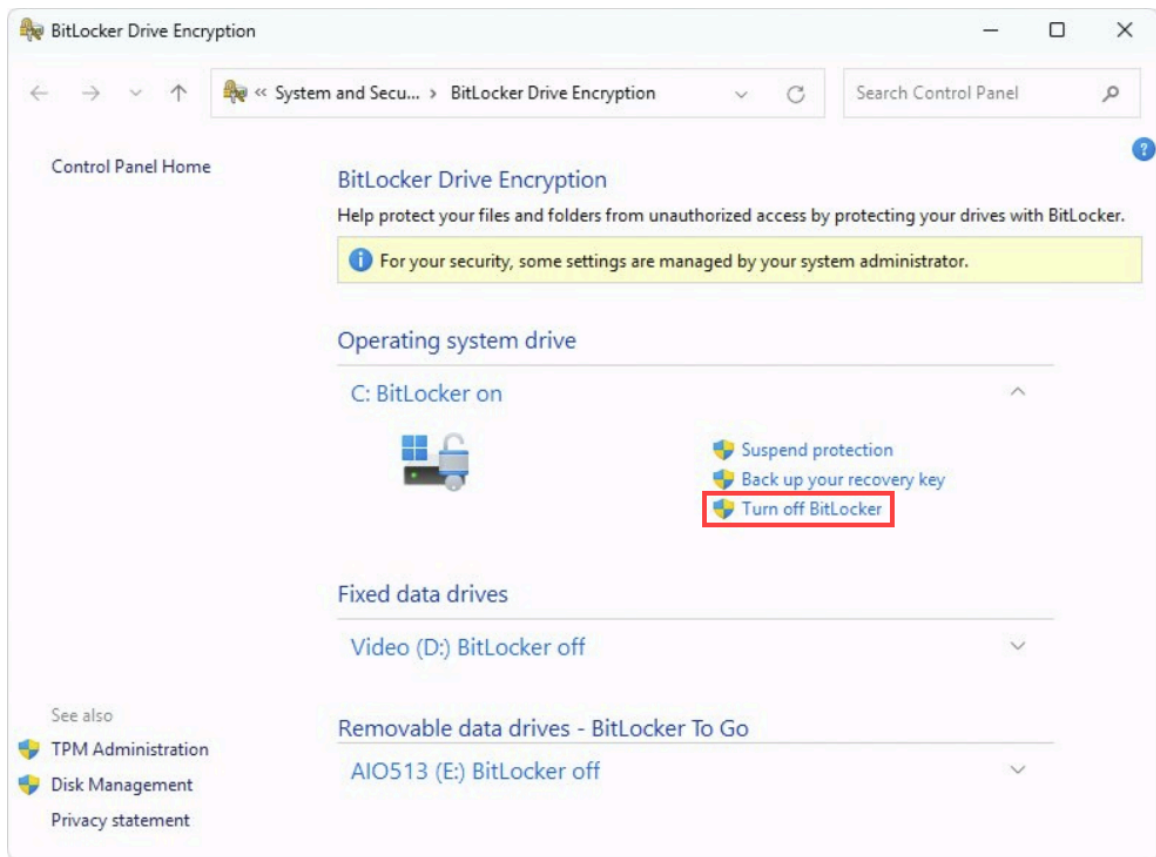 BitLocker Drive Encryption
« System and Secu... › BitLocker Drive Encryption
Search Control Panel
Control Panel Home
BitLocker Drive Encryption
Help protect your files and folders from unauthorized access by protecting your drives with BitLocker.
For your security, some settings are managed by your system administrator.
Operating system drive
C: BitLocker on
Suspend protection
Back up your recovery key
Turn off BitLocker
Fixed data drives
Video (D:) BitLocker off
Removable data drives - BitLocker To Go
AIO513 (E:) BitLocker off
See also
TPM Administration
Disk Management
Privacy statement